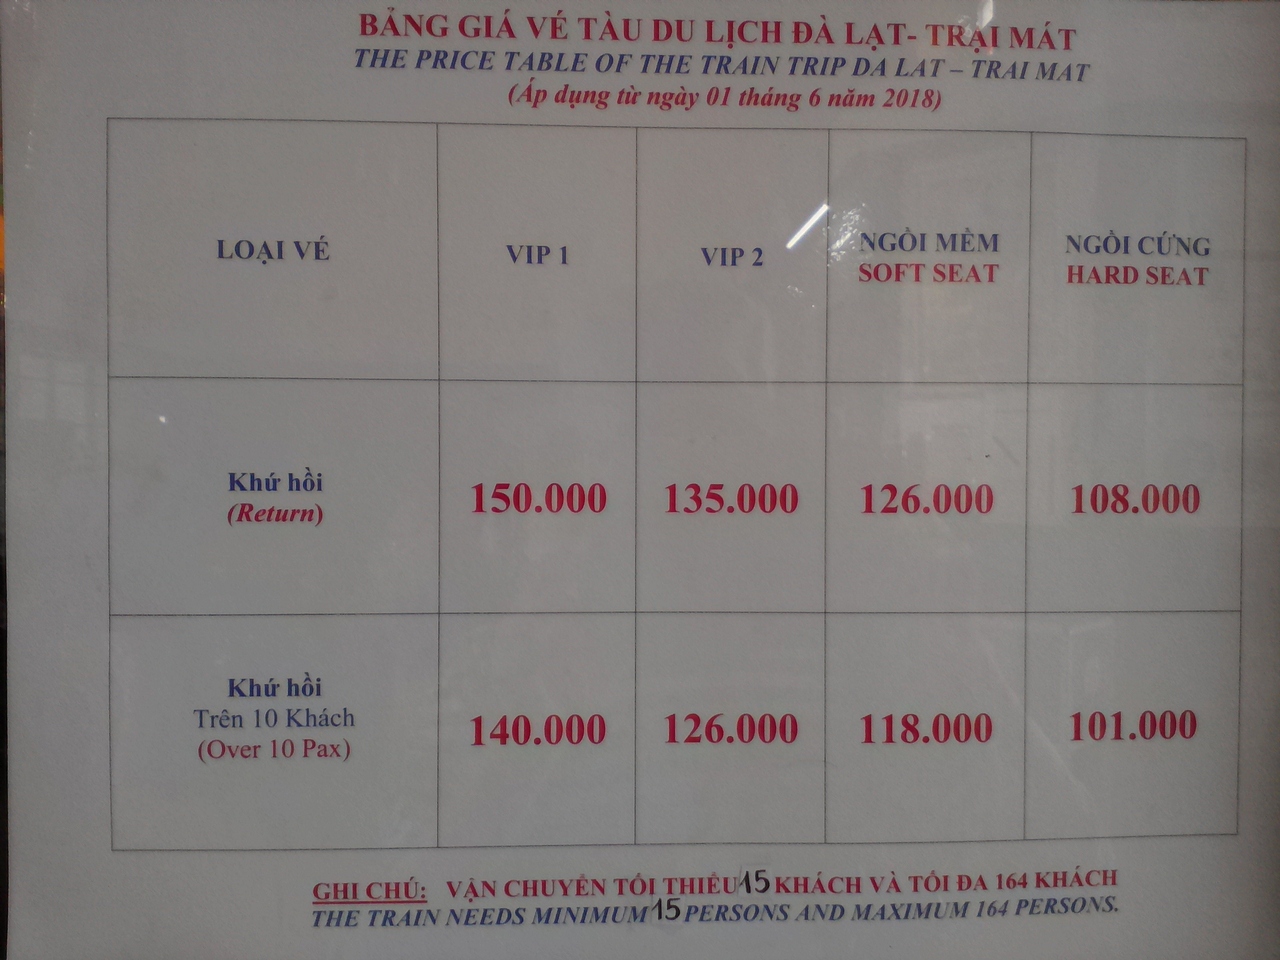 BẢNG GIÁ VÉ TÀU DU LỊCH ĐÀ LẠT- TRẠI MÁT
THE PRICE TABLE OF THE TRAIN TRIP DA LAT – TRAI MAT
(Áp dụng từ ngày 01 tháng 6 năm 2018)
LOẠI VÉ
VIP 1
VIP 2
NGỒI MỀM
SOFT SEAT
NGỒI CỨNG
HARD SEAT
Khứ hồi
(Return)
150.000
135.000
126.000
108.000
Khứ hồi
Trên 10 Khách
(Over 10 Pax)
140.000
126.000
118.000
101.000
GHI CHÚ: VẬN CHUYỂN TỐI THIỂU 15 KHÁCH VÀ TỐI ĐA 164 KHÁCH
THE TRAIN NEEDS MINIMUM 15 PERSONS AND MAXIMUM 164 PERSONS.